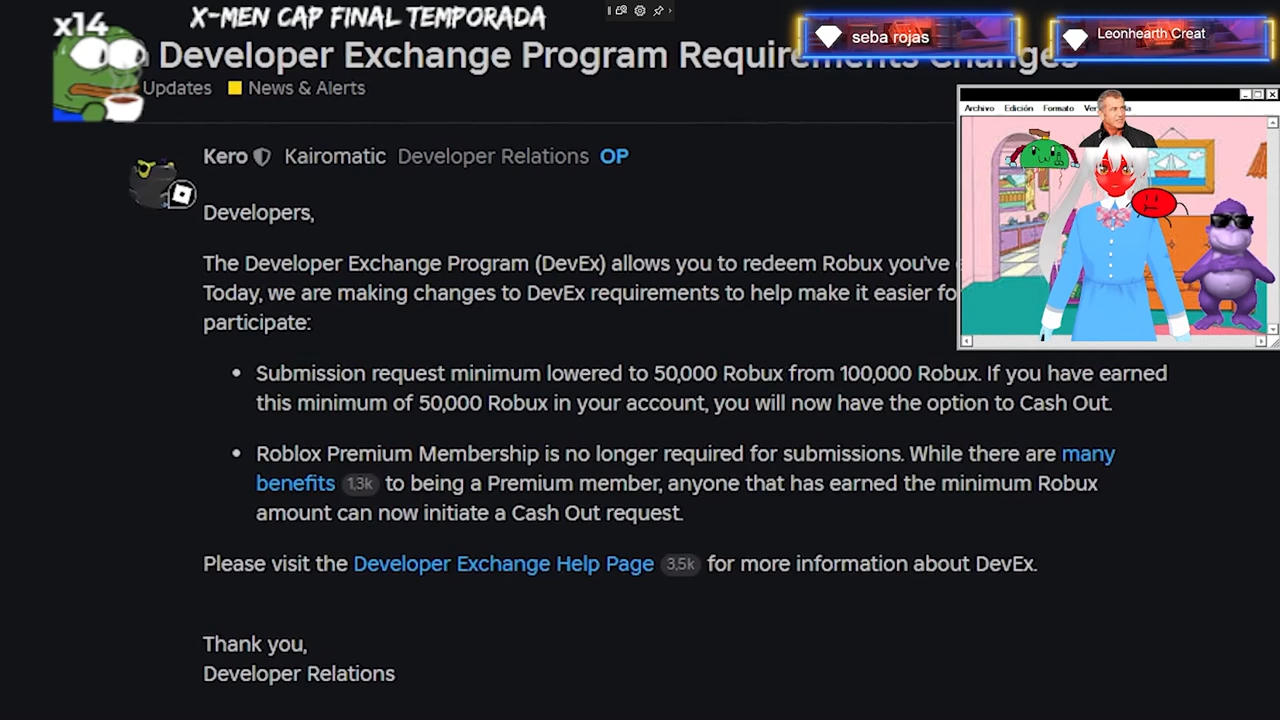 x14
X-MEN CAP FINAL TEMPORADA
Developer Exchange Program Requirements Changes
Updates News & Alerts
seba rojas
Leonhearth Creat
Archivo Edición Formato
Kero Kairomatic Developer Relations OP
Developers,
The Developer Exchange Program (DevEx) allows you to redeem Robux you've
Today, we are making changes to DevEx requirements to help make it easier
participate:
• Submission request minimum lowered to 50,000 Robux from 100,000 Robux. If you have earned
this minimum of 50,000 Robux in your account, you will now have the option to Cash Out.
• Roblox Premium Membership is no longer required for submissions. While there are many
benefits 1,3k to being a Premium member, anyone that has earned the minimum Robux
amount can now initiate a Cash Out request.
Please visit the Developer Exchange Help Page 3,5k for more information about DevEx.
Thank you,
Developer Relations